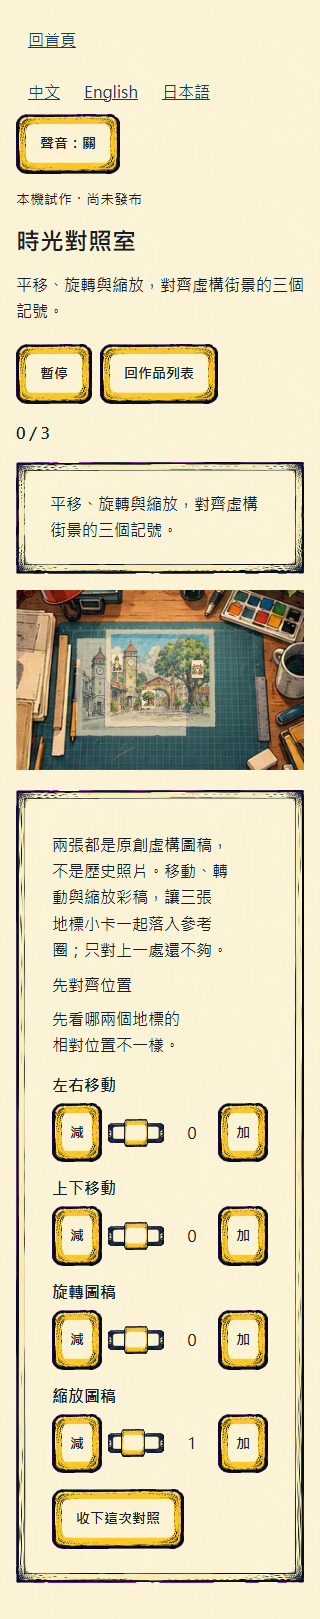 回首頁
中文 English 日本語
聲音：關
本機試作・尚未發布
時光對照室
平移、旋轉與縮放，對齊虛構街景的三個
記號。
暫停 回作品列表
0 / 3
平移、旋轉與縮放，對齊虛構
街景的三個記號。
兩張都是原創虛構圖稿，
不是歷史照片。移動、轉
動與縮放彩稿，讓三張
地標小卡一起落入參考
圈；只對上一處還不夠。
先對齊位置
先看哪兩個地標的
相對位置不一樣。
左右移動
減 0 加
上下移動
減 0 加
旋轉圖稿
減 0 加
縮放圖稿
減 1 加
收下這次對照